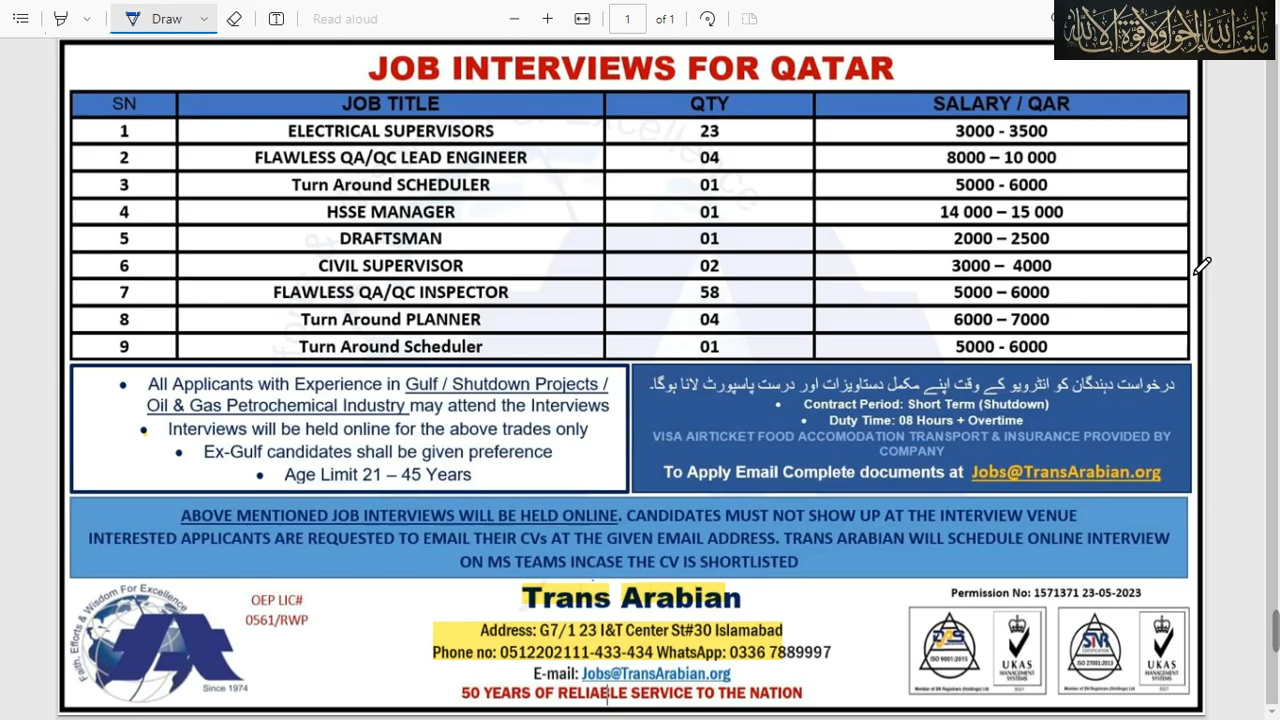 Draw
Read aloud
1 of 1
JOB INTERVIEWS FOR QATAR
SN JOB TITLE QTY SALARY / QAR
1 ELECTRICAL SUPERVISORS 23 3000 - 3500
2 FLAWLESS QA/QC LEAD ENGINEER 04 8000 – 10 000
3 Turn Around SCHEDULER 01 5000 - 6000
4 HSSE MANAGER 01 14 000 – 15 000
5 DRAFTSMAN 01 2000 – 2500
6 CIVIL SUPERVISOR 02 3000 – 4000
7 FLAWLESS QA/QC INSPECTOR 58 5000 – 6000
8 Turn Around PLANNER 04 6000 – 7000
9 Turn Around Scheduler 01 5000 - 6000
• All Applicants with Experience in Gulf / Shutdown Projects /
Oil & Gas Petrochemical Industry may attend the Interviews
• Interviews will be held online for the above trades only
• Ex-Gulf candidates shall be given preference
• Age Limit 21 – 45 Years
درخواست دہندگان کو انٹرویو کے وقت اپنے مکمل دستاویزات اور درست پاسپورٹ لانا ہوگا۔
• Contract Period: Short Term (Shutdown)
• Duty Time: 08 Hours + Overtime
VISA AIRTICKET FOOD ACCOMODATION TRANSPORT & INSURANCE PROVIDED BY
COMPANY
To Apply Email Complete documents at Jobs@TransArabian.org
ABOVE MENTIONED JOB INTERVIEWS WILL BE HELD ONLINE. CANDIDATES MUST NOT SHOW UP AT THE INTERVIEW VENUE
INTERESTED APPLICANTS ARE REQUESTED TO EMAIL THEIR CVs AT THE GIVEN EMAIL ADDRESS. TRANS ARABIAN WILL SCHEDULE ONLINE INTERVIEW
ON MS TEAMS INCASE THE CV IS SHORTLISTED
Faith, Efforts & Wisdom For Excellence
Since 1974
OEP LIC#
0561/RWP
Trans Arabian
Address: G7/1 23 I&T Center St#30 Islamabad
Phone no: 0512202111-433-434 WhatsApp: 0336 7889997
E-mail: Jobs@TransArabian.org
50 YEARS OF RELIABLE SERVICE TO THE NATION
Permission No: 1571371 23-05-2023
ISO 9001:2015
UKAS
MANAGEMENT
SYSTEMS
SNR
CERTIFICATION
ISO 27001:2013
UKAS
MANAGEMENT
SYSTEMS